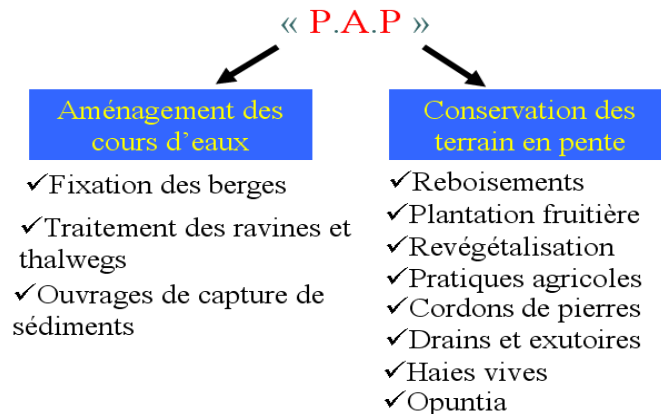 « P.A.P »
Aménagement des
cours d'eaux
✓Fixation des berges
✓Traitement des ravines et
thalwegs
✓Ouvrages de capture de
sédiments
Conservation des
terrain en pente
✓Reboisements
✓Plantation fruitière
✓Revégétalisation
✓Pratiques agricoles
✓Cordons de pierres
✓Drains et exutoires
✓Haies vives
✓Opuntia